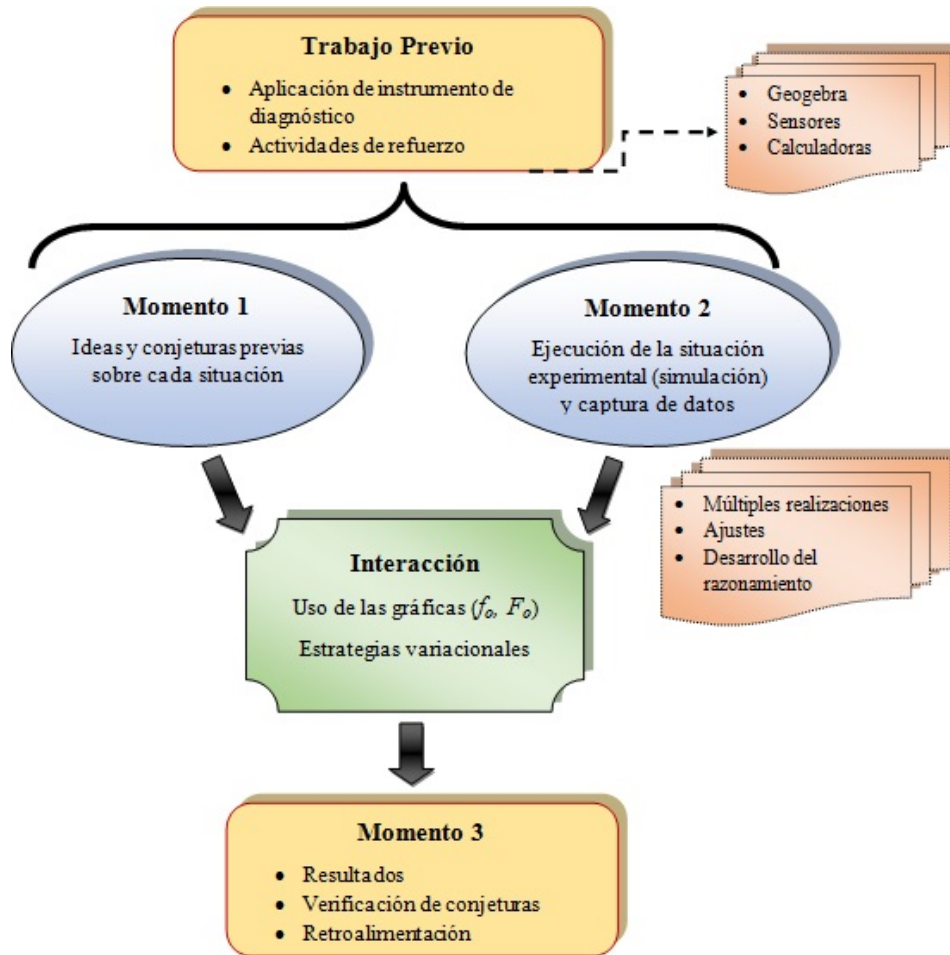 Trabajo Previo
• Aplicación de instrumento de
diagnóstico
• Actividades de refuerzo
• Geogebra
• Sensores
• Calculadoras
Momento 1
Ideas y conjeturas previas
sobre cada situación
Momento 2
Ejecución de la situación
experimental (simulación)
y captura de datos
• Múltiples realizaciones
• Ajustes
• Desarrollo del
razonamiento
Interacción
Uso de las gráficas (fₒ, Fₒ)
Estrategias variacionales
Momento 3
• Resultados
• Verificación de conjeturas
• Retroalimentación